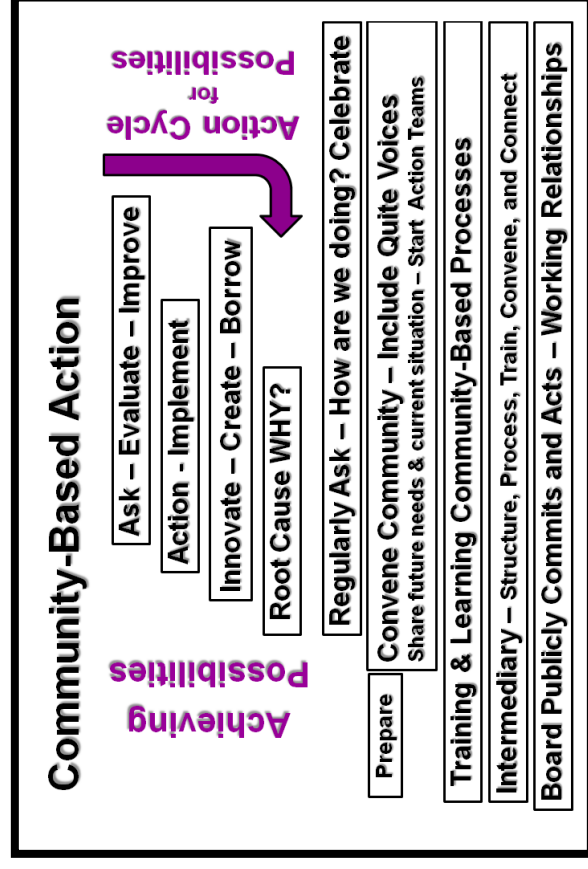 Community-Based Action
Achieving
Possibilities
Possibilities
for
Action Cycle
Ask – Evaluate – Improve
Action - Implement
Innovate – Create – Borrow
Root Cause WHY?
Regularly Ask – How are we doing? Celebrate
Prepare
Convene Community – Include Quite Voices
Share future needs & current situation – Start Action Teams
Training & Learning Community-Based Processes
Intermediary – Structure, Process, Train, Convene, and Connect
Board Publicly Commits and Acts – Working Relationships